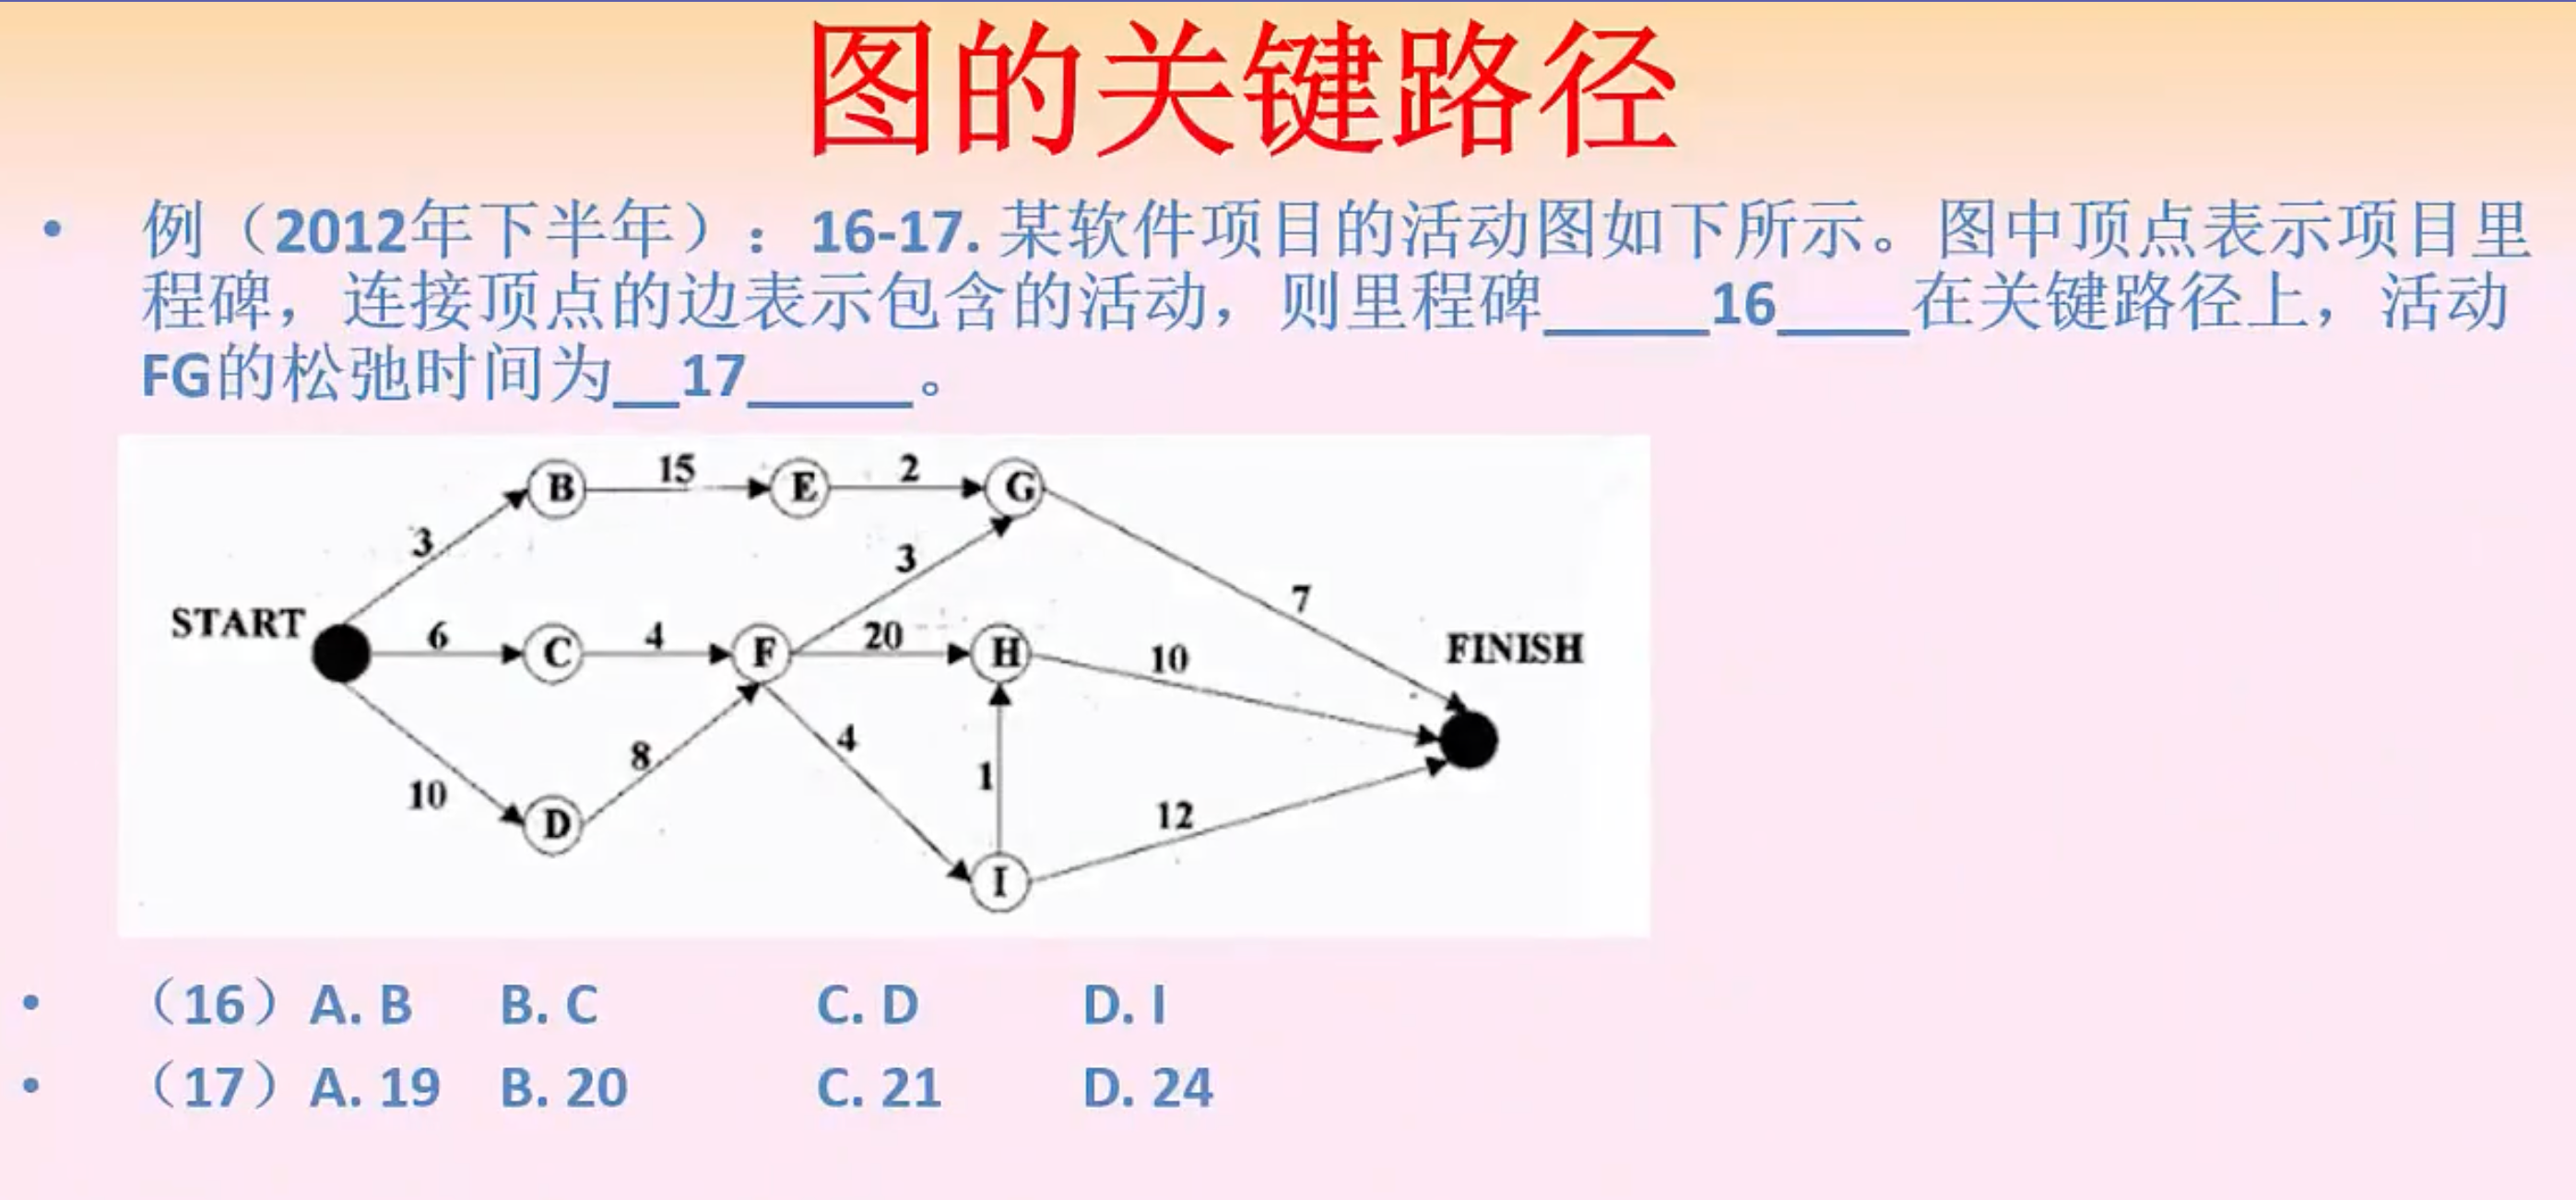 图的关键路径
• 例（2012年下半年）：16-17. 某软件项目的活动图如下所示。图中顶点表示项目里
程碑，连接顶点的边表示包含的活动，则里程碑_____16____在关键路径上，活动
FG的松弛时间为__17_____。
B 15 E 2 G
3
3
7
START 6 C 4 F 20 H 10 FINISH
8 4
1
10
12
D
I
• （16）A. B B. C C. D D. I
• （17）A. 19 B. 20 C. 21 D. 24